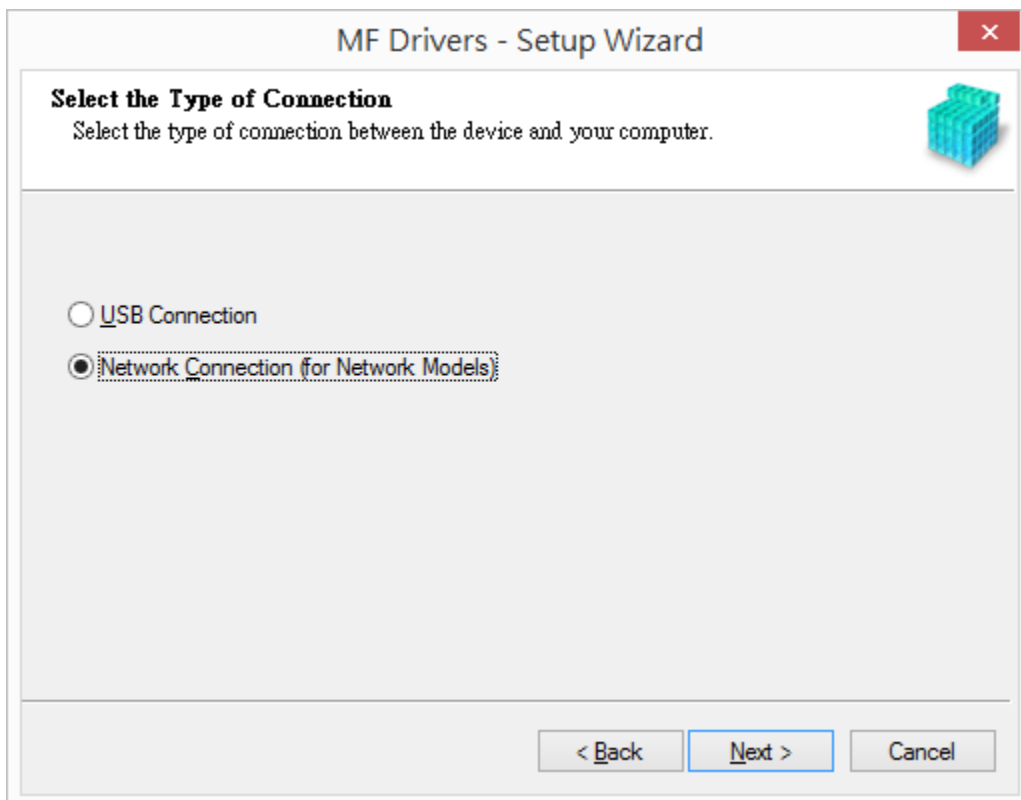 MF Drivers - Setup Wizard
Select the Type of Connection
Select the type of connection between the device and your computer.
USB Connection
Network Connection (for Network Models)
< Back
Next >
Cancel